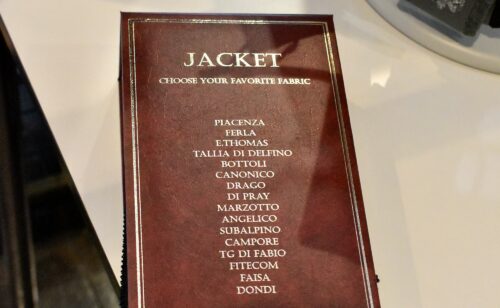 JACKET
CHOOSE YOUR FAVORITE FABRIC
PIACENZA
FERLA
E.THOMAS
TALLIA DI DELFINO
BOTTOLI
CANONICO
DRAGO
DI PRAY
MARZOTTO
ANGELICO
SUBALPINO
CAMPORE
TG DI FABIO
FITECOM
FAISA
DONDI